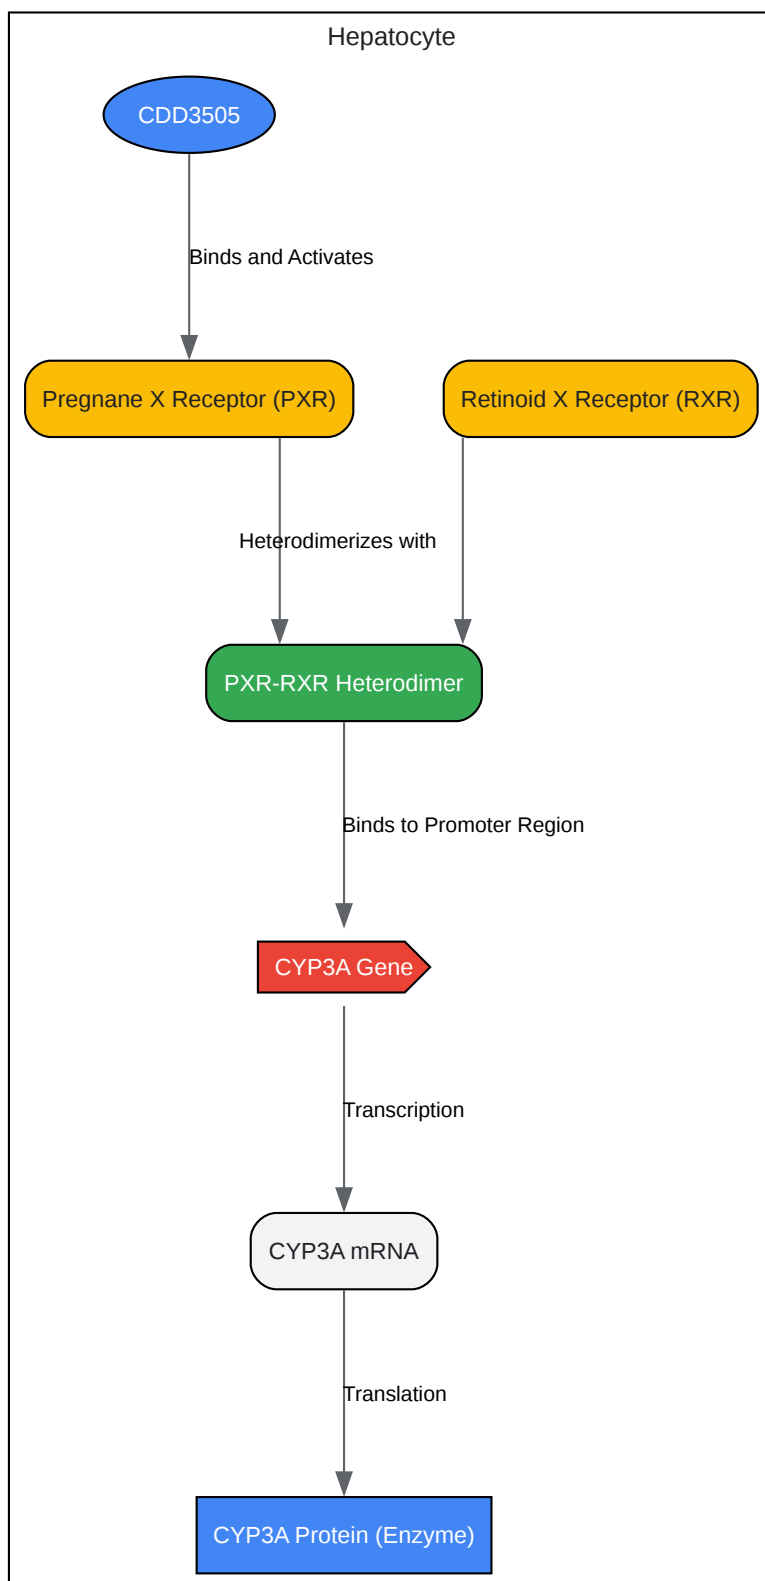 Hepatocyte
CDD3505
Binds and Activates
Pregnane X Receptor (PXR)
Retinoid X Receptor (RXR)
Heterodimerizes with
PXR-RXR Heterodimer
Binds to Promoter Region
CYP3A Gene
Transcription
CYP3A mRNA
Translation
CYP3A Protein (Enzyme)